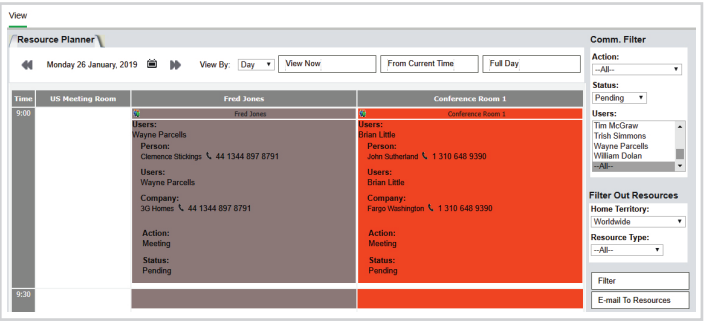 View
Resource Planner
Monday 26 January, 2019
View By:
Day
View Now
From Current Time
Full Day
Time
US Meeting Room
Fred Jones
Conference Room 1
9:00
Fred Jones
Users:
Wayne Parcells
Person:
Clemence Stickings 44 1344 897 8791
Users:
Wayne Parcells
Company:
3G Homes 44 1344 897 8791
Action:
Meeting
Status:
Pending
Conference Room 1
Users:
Brian Little
Person:
John Sutherland 1 310 648 9390
Users:
Brian Little
Company:
Fargo Washington 1 310 648 9390
Action:
Meeting
Status:
Pending
9:30
Comm. Filter
Action:
--All--
Status:
Pending
Users:
Tim McGraw
Trish Simmons
Wayne Parcells
William Dolan
--All--
Filter Out Resources
Home Territory:
Worldwide
Resource Type:
--All--
Filter
E-mail To Resources